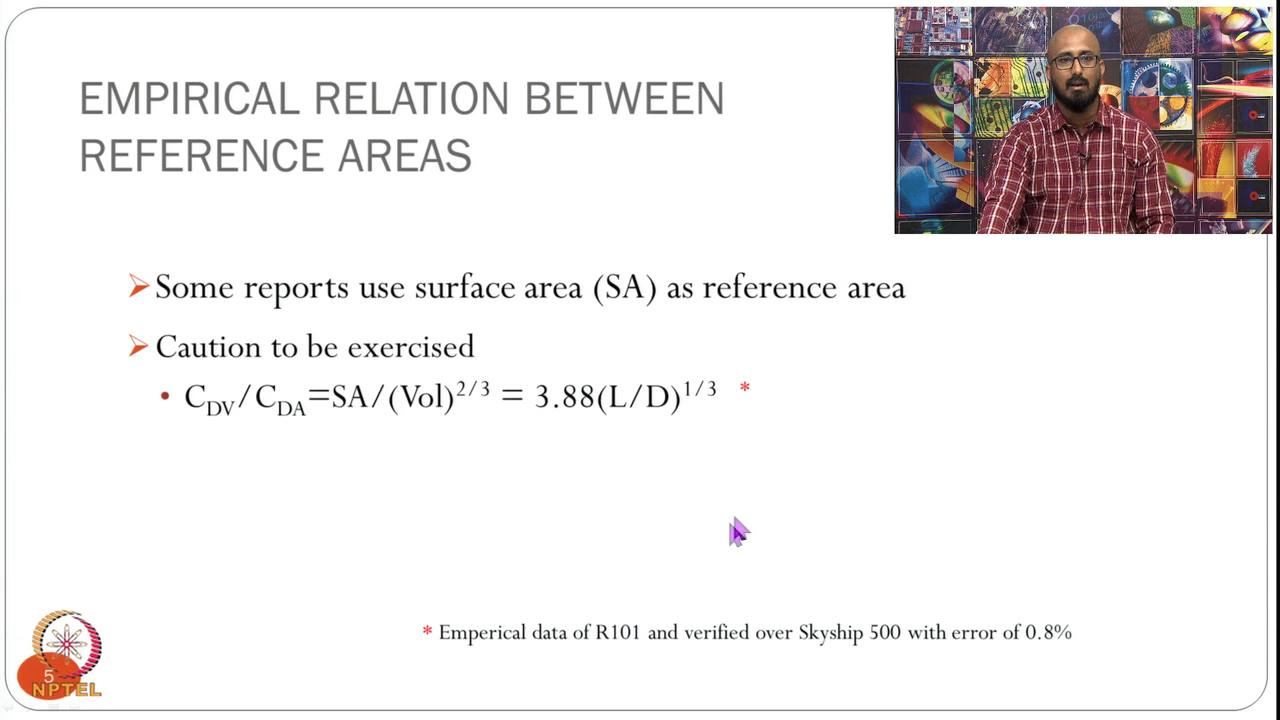 EMPIRICAL RELATION BETWEEN
REFERENCE AREAS
Some reports use surface area (SA) as reference area
Caution to be exercised
C_DV/C_DA=SA/(Vol)^2/3 = 3.88(L/D)^1/3 *
* Emperical data of R101 and verified over Skyship 500 with error of 0.8%
5
NPTEL